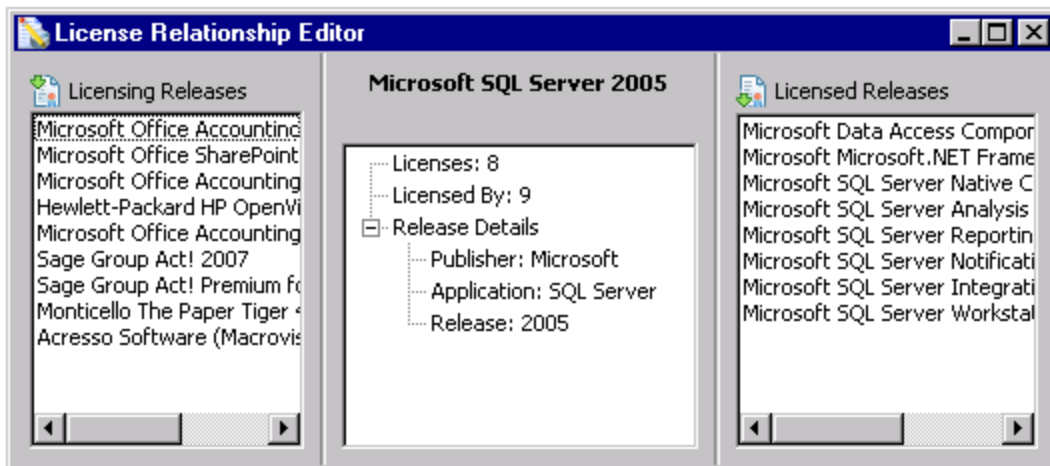 License Relationship Editor
Licensing Releases
Microsoft Office Accounting
Microsoft Office SharePoint
Microsoft Office Accounting
Hewlett-Packard HP OpenVi
Microsoft Office Accounting
Sage Group Act! 2007
Sage Group Act! Premium fo
Monticello The Paper Tiger
Acresso Software (Macrovis
Microsoft SQL Server 2005
Licenses: 8
Licensed By: 9
Release Details
Publisher: Microsoft
Application: SQL Server
Release: 2005
Licensed Releases
Microsoft Data Access Compon
Microsoft Microsoft.NET Frame
Microsoft SQL Server Native C
Microsoft SQL Server Analysis
Microsoft SQL Server Reportin
Microsoft SQL Server Notificati
Microsoft SQL Server Integrati
Microsoft SQL Server Workstat